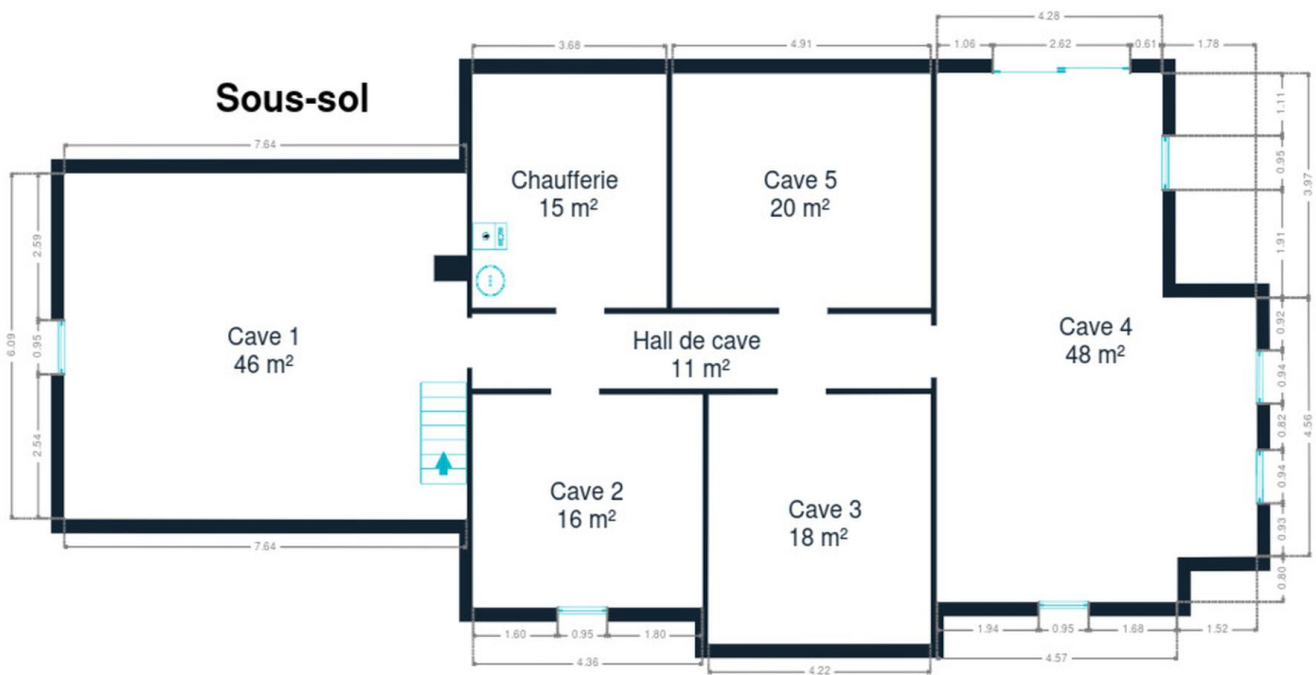 4.28
3.68
4.91
1.06
2.62
0.61
1.78
Sous-sol
7.64
1.11
0.95
3.97
1.91
Chaufferie
15 m²
Cave 5
20 m²
2.59
6.09
0.95
2.54
Cave 1
46 m²
Hall de cave
11 m²
Cave 4
48 m²
0.92
0.94
0.82
4.56
0.94
0.93
0.80
Cave 2
16 m²
Cave 3
18 m²
7.64
1.60
0.95
1.80
4.36
4.22
1.94
0.95
1.68
1.52
4.57